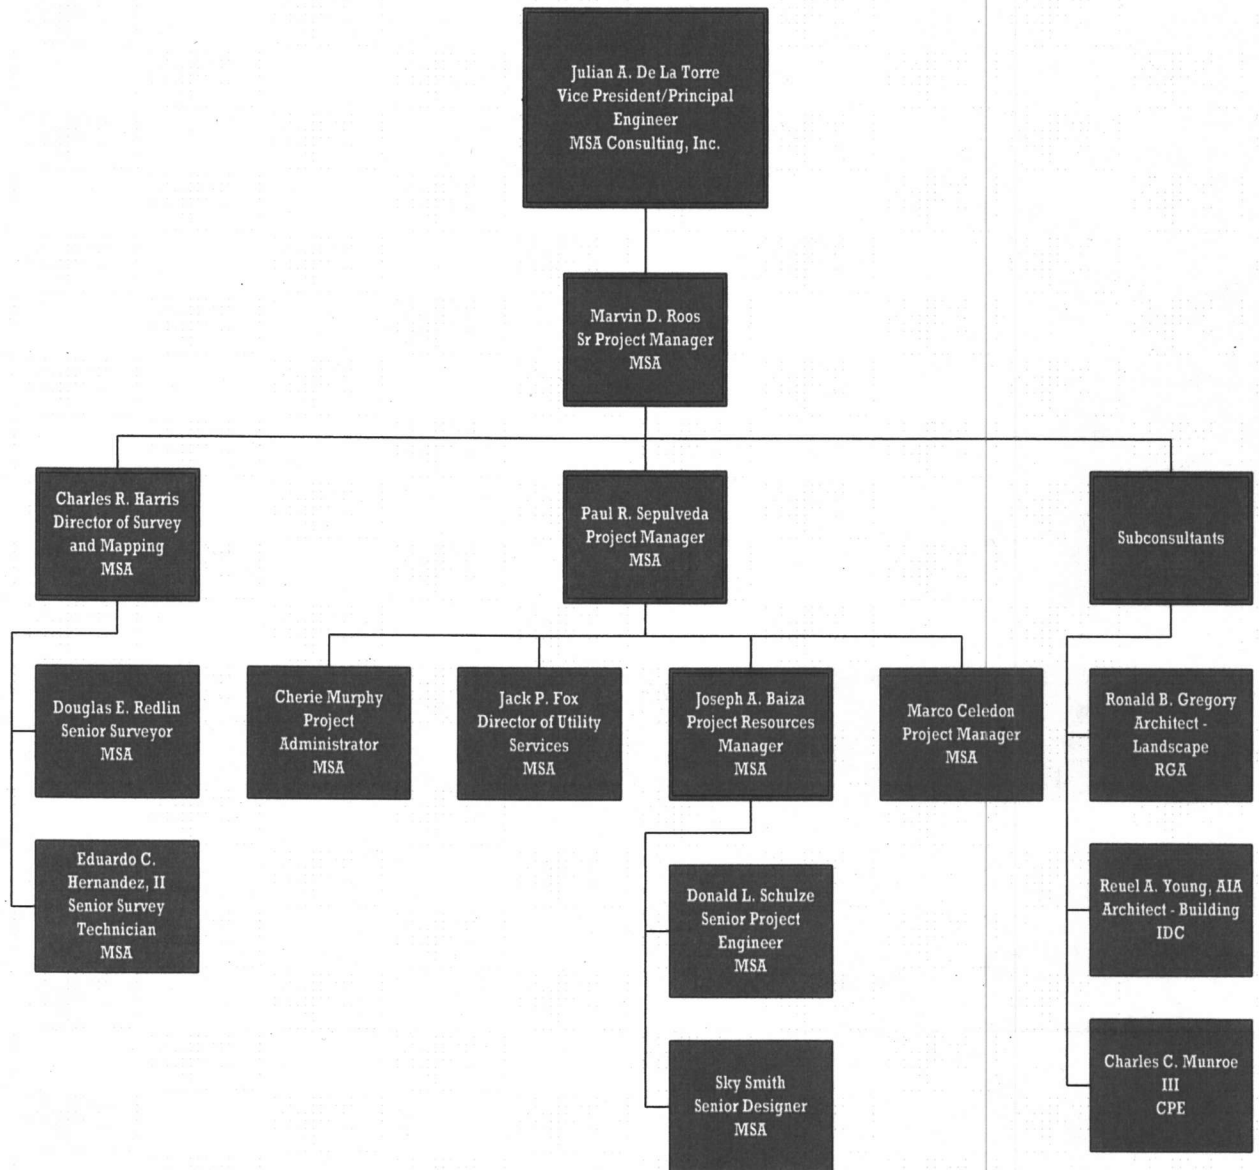 Julian A. De La Torre
Vice President/Principal
Engineer
MSA Consulting, Inc.
Marvin D. Roos
Sr Project Manager
MSA
Charles R. Harris
Director of Survey
and Mapping
MSA
Paul R. Sepulveda
Project Manager
MSA
Subconsultants
Douglas E. Redlin
Senior Surveyor
MSA
Cherie Murphy
Project
Administrator
MSA
Jack P. Fox
Director of Utility
Services
MSA
Joseph A. Baiza
Project Resources
Manager
MSA
Marco Celedon
Project Manager
MSA
Ronald B. Gregory
Architect -
Landscape
RGA
Eduardo C.
Hernandez, II
Senior Survey
Technician
MSA
Donald L. Schulze
Senior Project
Engineer
MSA
Reuel A. Young, AIA
Architect - Building
IDC
Sky Smith
Senior Designer
MSA
Charles C. Munroe
III
CPE